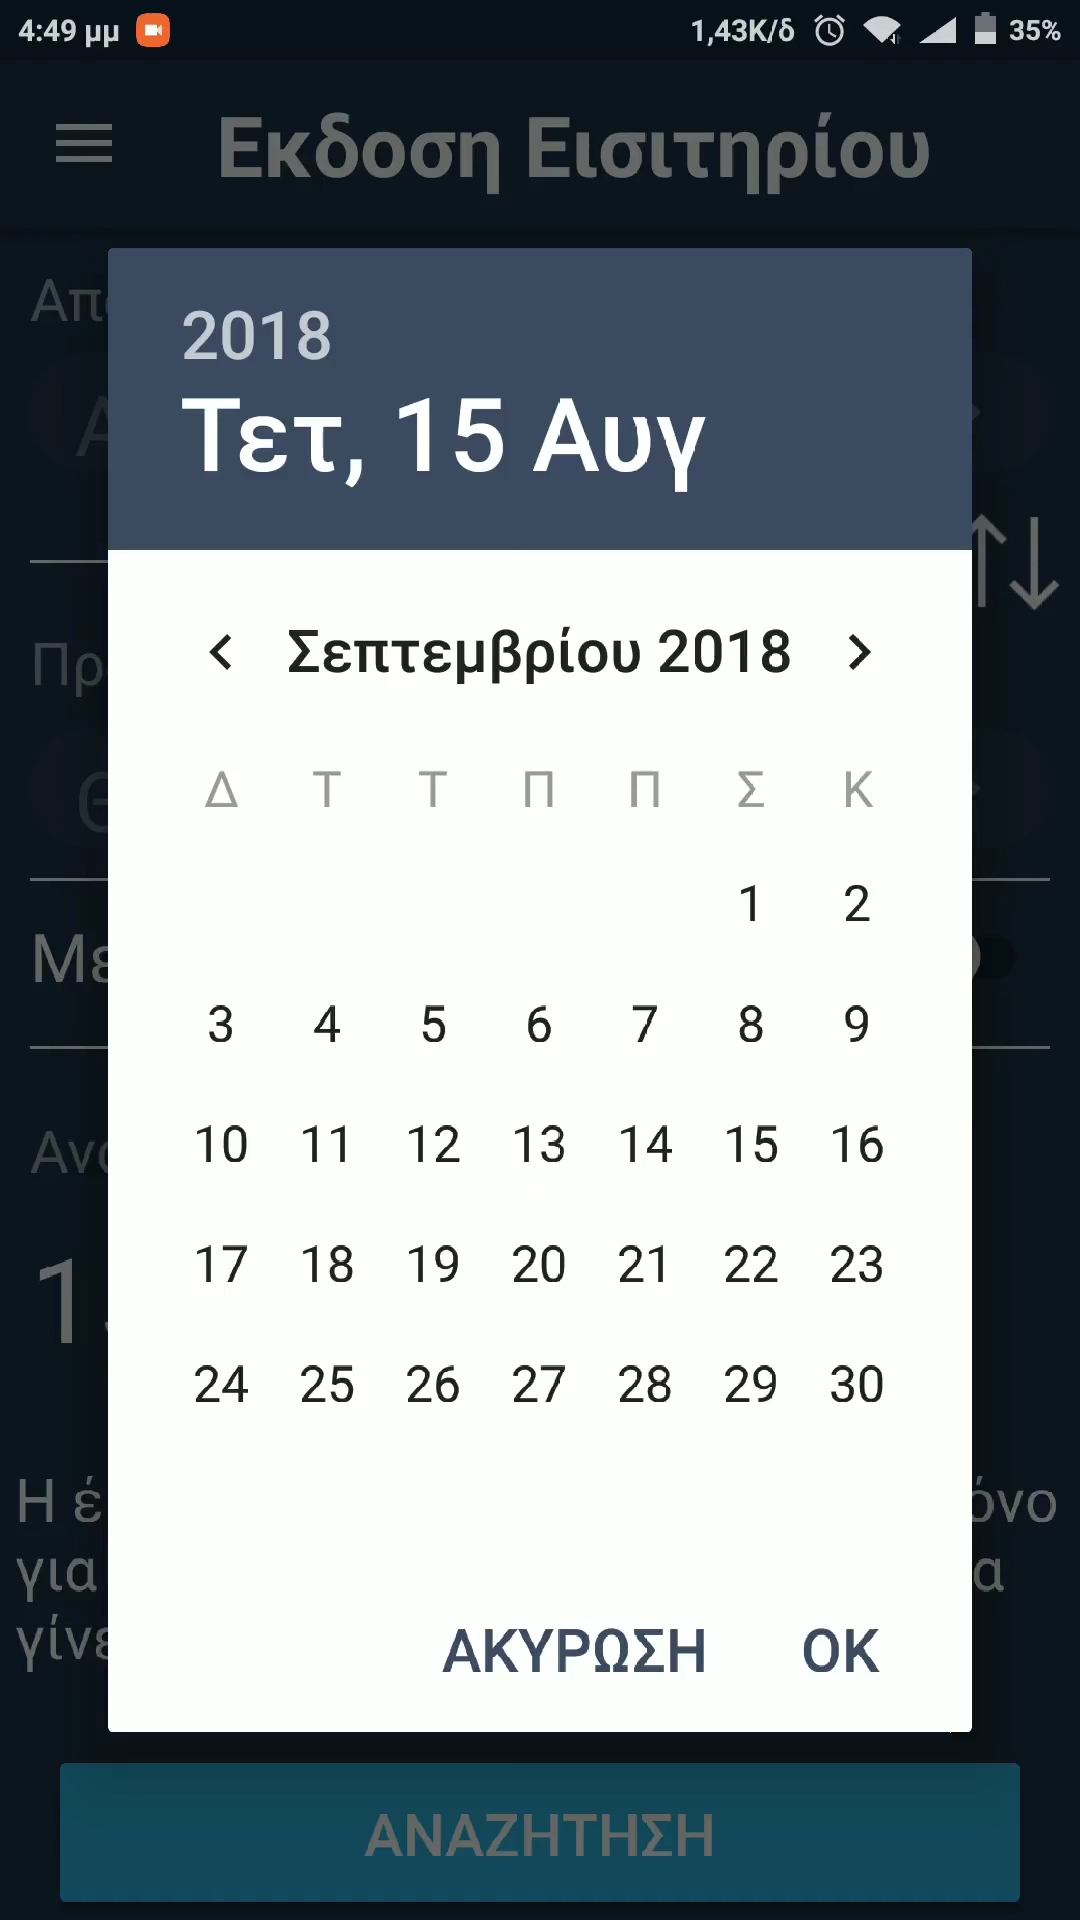 4:49 μμ 1,43K/δ 35%
Εκδοση Εισιτηρίου
2018
Τετ, 15 Αυγ
Σεπτεμβρίου 2018
Δ Τ Τ Π Π Σ Κ
1 2
3 4 5 6 7 8 9
10 11 12 13 14 15 16
17 18 19 20 21 22 23
24 25 26 27 28 29 30
Η
για
ΑΚΥΡΩΣΗ OK
ΑΝΑΖΗΤΗΣΗ